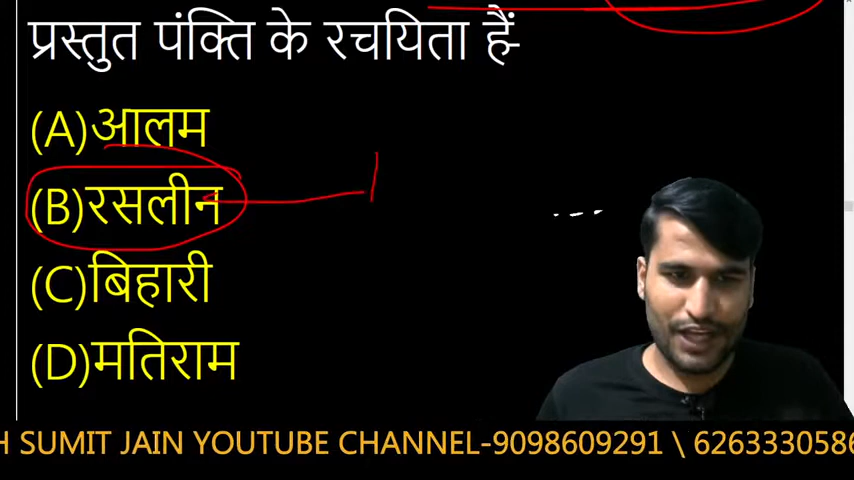 प्रस्तुत पंक्ति के रचयिता हैं-
(A)आलम
(B)रसलीन
(C)बिहारी
(D)मतिराम
H SUMIT JAIN YOUTUBE CHANNEL-9098609291 \ 6263330586